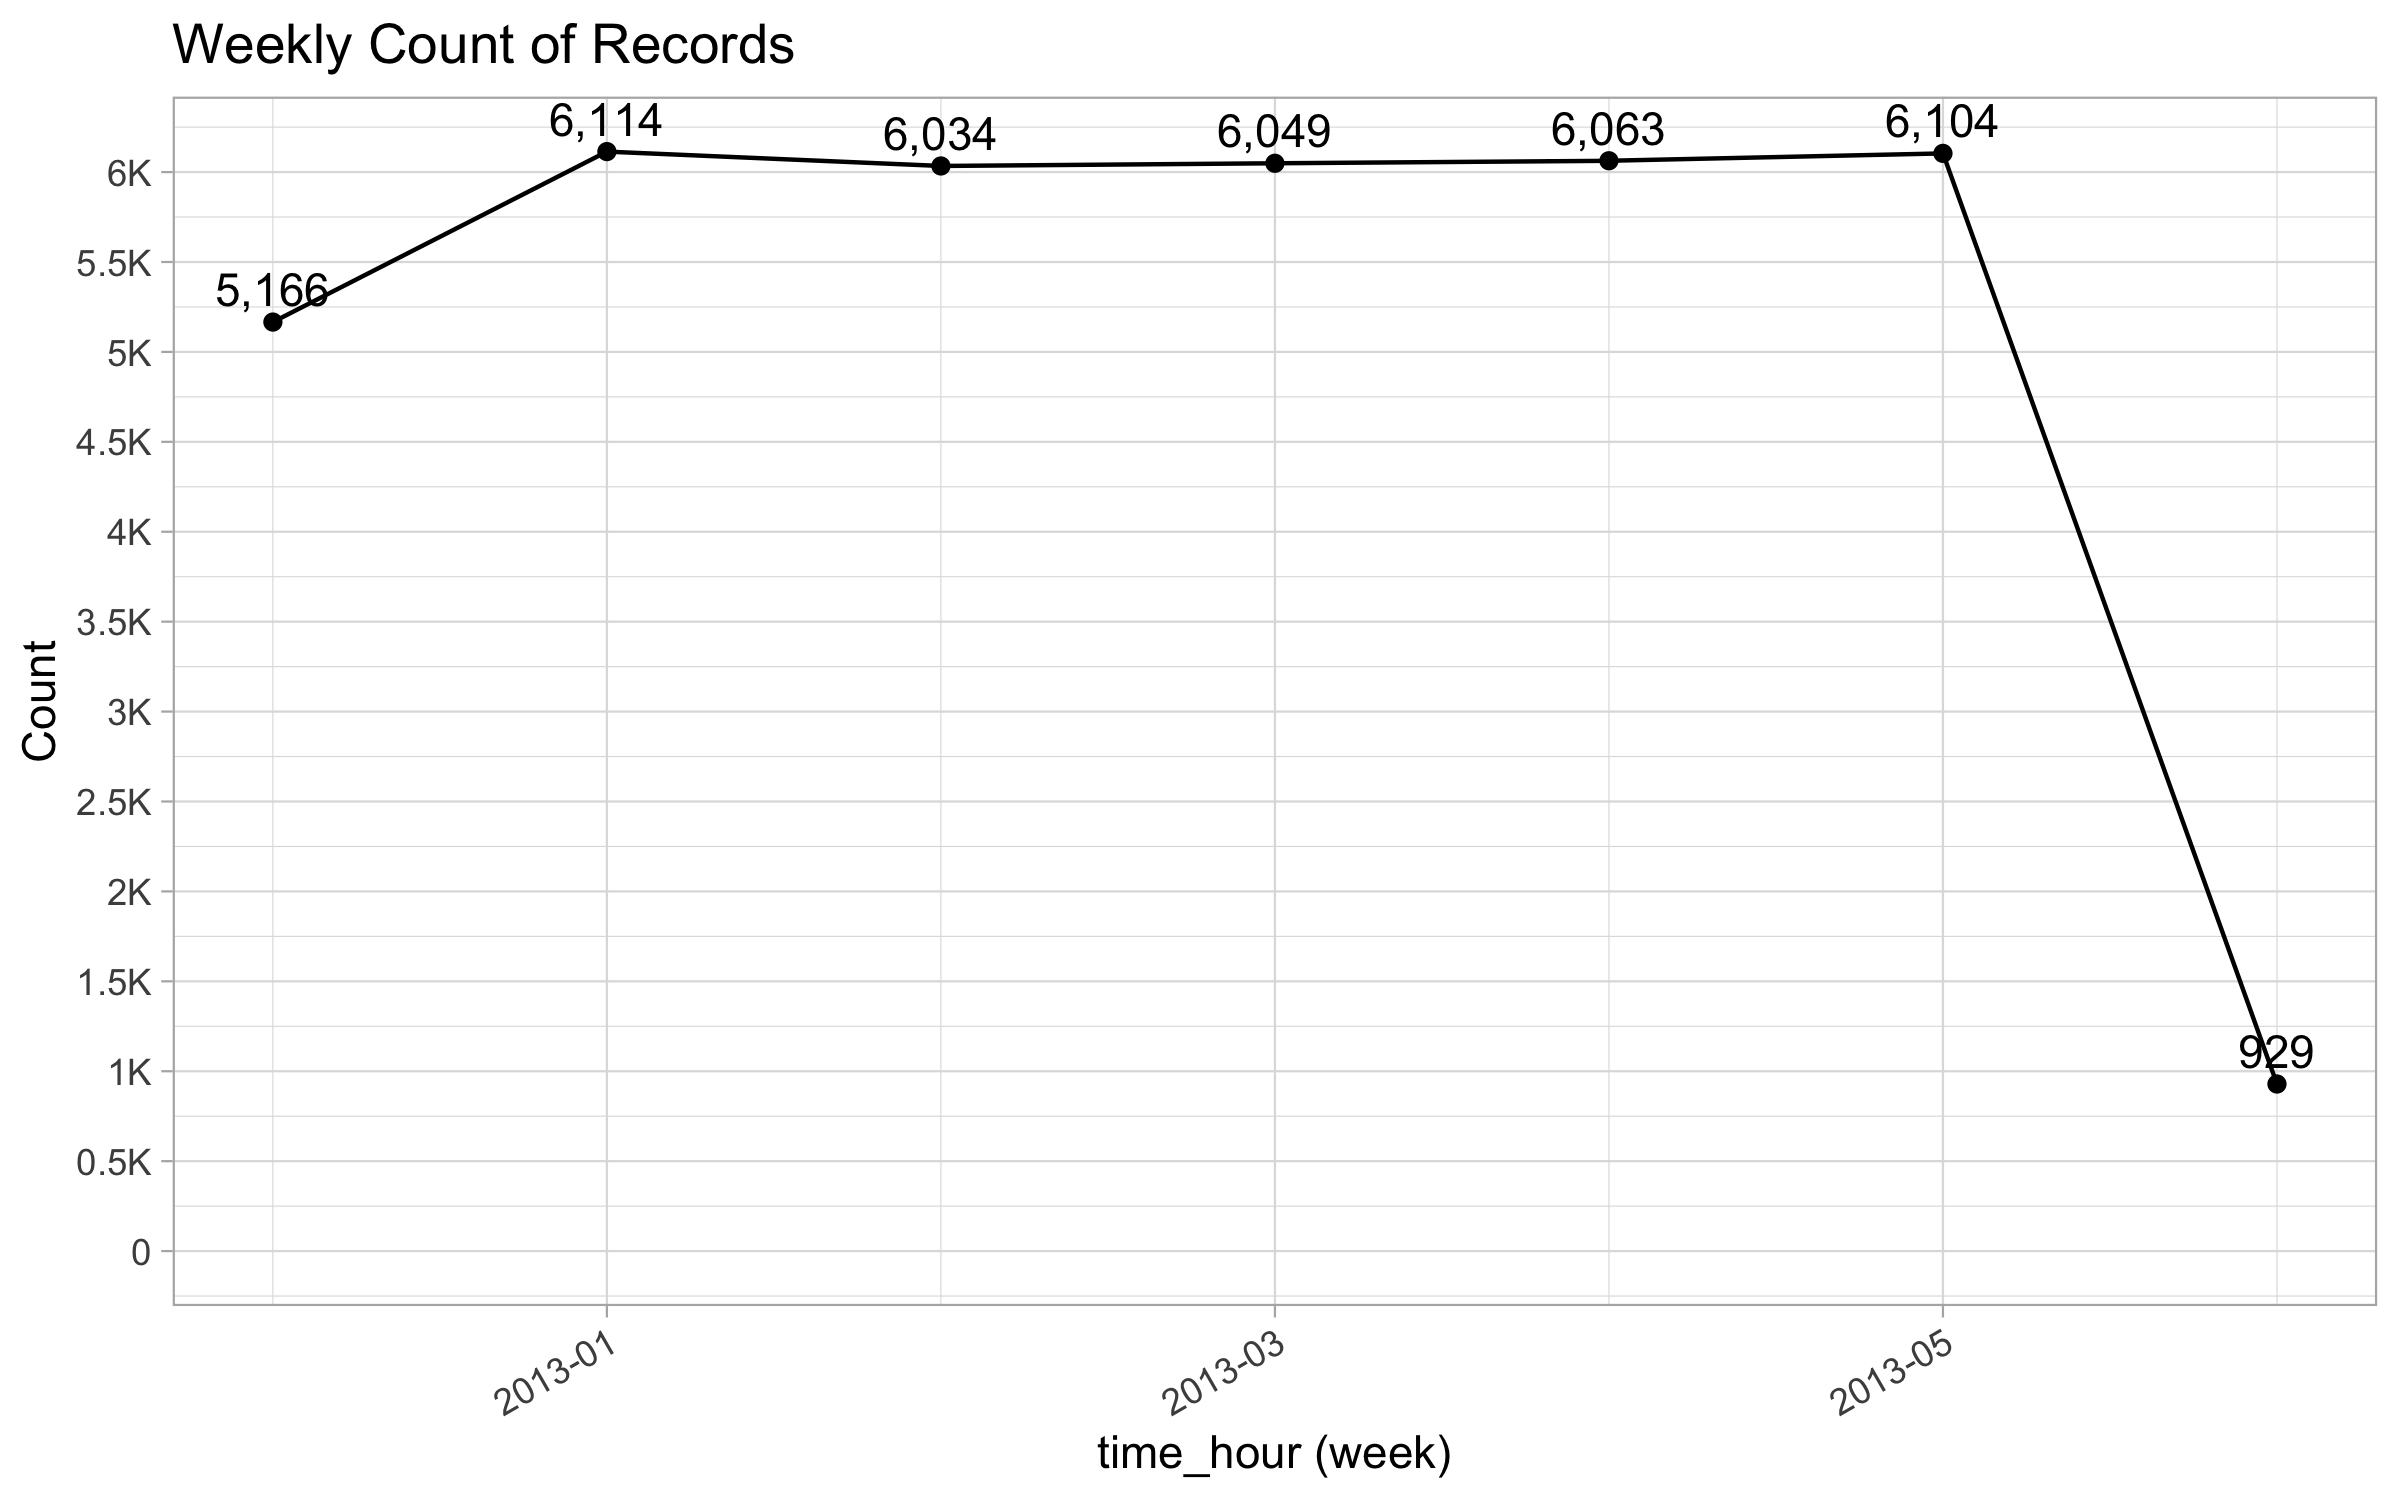 Weekly Count of Records
6,114
6,034
6,049
6,063
6,104
5,166
929
6K
5.5K
5K
4.5K
4K
3.5K
3K
2.5K
2K
1.5K
1K
0.5K
0
Count
2013-01
2013-03
2013-05
time_hour (week)